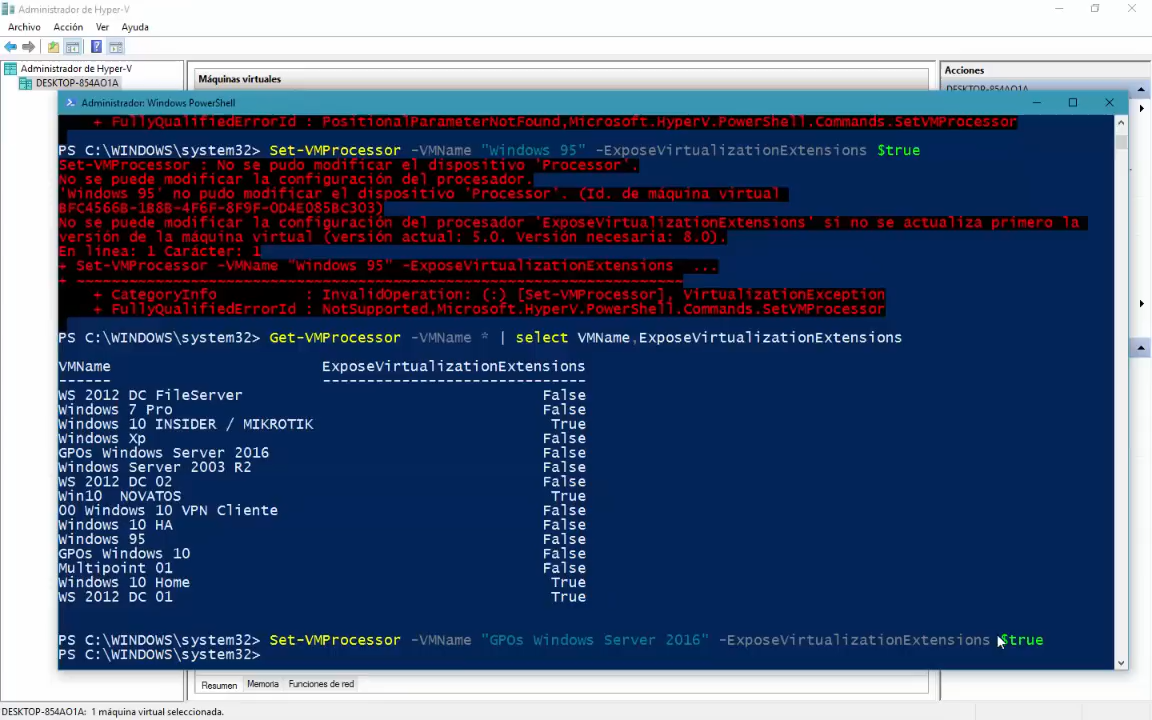 Administrador de Hyper-V
Archivo Acción Ver Ayuda
Administrador de Hyper-V
DESKTOP-854AO1A
Máquinas virtuales
Acciones
DESKTOP-854AO1A
Administrador: Windows PowerShell
+ FullyQualifiedErrorId : PositionalParameterNotFound,Microsoft.HyperV.PowerShell.Commands.SetVMProcessor
PS C:\WINDOWS\system32> Set-VMProcessor -VMName "Windows 95" -ExposeVirtualizationExtensions $true
Set-VMProcessor : No se pudo modificar el dispositivo 'Processor'.
No se puede modificar la configuración del procesador.
'Windows 95' no pudo modificar el dispositivo 'Processor'. (Id. de máquina virtual
BFC4566B-1B8B-4F6F-8F9F-0D4E085BC303)
No se puede modificar la configuración del procesador 'ExposeVirtualizationExtensions' si no se actualiza primero la
versión de la máquina virtual (versión actual: 5.0. Versión necesaria: 8.0).
En línea: 1 Carácter: 1
+ Set-VMProcessor -VMName "Windows 95" -ExposeVirtualizationExtensions ...
+ ~~~~~~~~~~~~~~~~~~~~~~~~~~~~~~~~~~~~~~~~~~~~~~~~~~~~~~~~~~~~~~~~~~~~~
+ CategoryInfo : InvalidOperation: (:) [Set-VMProcessor], VirtualizationException
+ FullyQualifiedErrorId : NotSupported,Microsoft.HyperV.PowerShell.Commands.SetVMProcessor
PS C:\WINDOWS\system32> Get-VMProcessor -VMName * | select VMName,ExposeVirtualizationExtensions
VMName ExposeVirtualizationExtensions
------ ------------------------------
WS 2012 DC FileServer False
Windows 7 Pro False
Windows 10 INSIDER / MIKROTIK True
Windows Xp False
GPOs Windows Server 2016 False
Windows Server 2003 R2 False
WS 2012 DC 02 False
Win10 NOVATOS True
00 Windows 10 VPN Cliente False
Windows 10 HA False
Windows 95 False
GPOs Windows 10 False
Multipoint 01 False
Windows 10 Home True
WS 2012 DC 01 True
PS C:\WINDOWS\system32> Set-VMProcessor -VMName "GPOs Windows Server 2016" -ExposeVirtualizationExtensions $true
PS C:\WINDOWS\system32>
Resumen Memoria Funciones de red
DESKTOP-854AO1A: 1 máquina virtual seleccionada.